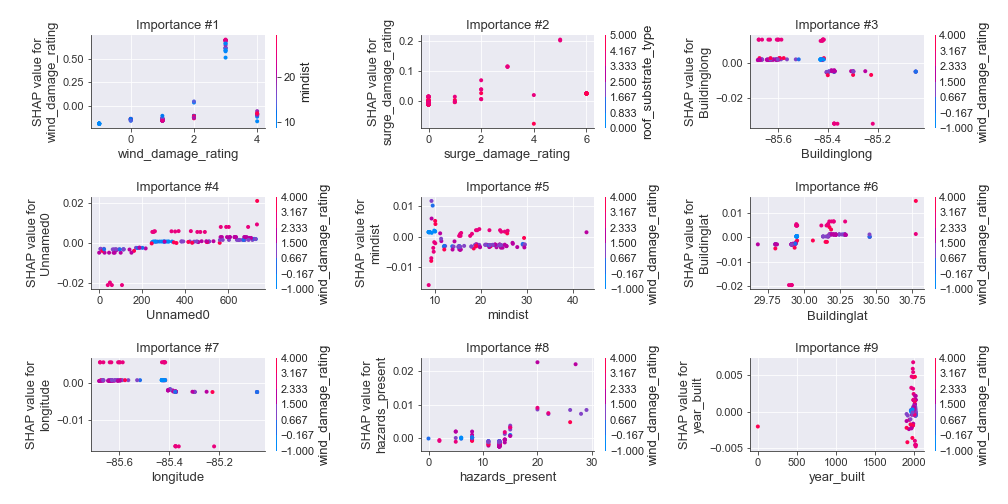 Importance #1
SHAP value for
wind_damage_rating
0.50
0.00
0
2
4
wind_damage_rating
20
10
mindist
Importance #2
SHAP value for
surge_damage_rating
0.2
0.1
0.0
0
2
4
6
surge_damage_rating
5.000
4.167
3.333
2.500
1.667
0.833
0.000
roof_substrate_type
Importance #3
SHAP value for
Buildinglong
0.00
−0.02
−85.6
−85.4
−85.2
Buildinglong
4.000
3.167
2.333
1.500
0.667
−0.167
−1.000
wind_damage_rating
Importance #4
SHAP value for
Unnamed0
0.02
0.00
−0.02
0
200
400
600
Unnamed0
4.000
3.167
2.333
1.500
0.667
−0.167
−1.000
wind_damage_rating
Importance #5
SHAP value for
mindist
0.01
0.00
−0.01
10
20
30
40
mindist
4.000
3.167
2.333
1.500
0.667
−0.167
−1.000
wind_damage_rating
Importance #6
SHAP value for
Buildinglat
0.01
0.00
−0.01
−0.02
29.75
30.00
30.25
30.50
30.75
Buildinglat
4.000
3.167
2.333
1.500
0.667
−0.167
−1.000
wind_damage_rating
Importance #7
SHAP value for
longitude
0.00
−0.01
−85.6
−85.4
−85.2
longitude
4.000
3.167
2.333
1.500
0.667
−0.167
−1.000
wind_damage_rating
Importance #8
SHAP value for
hazards_present
0.02
0.01
0.00
0
10
20
30
hazards_present
4.000
3.167
2.333
1.500
0.667
−0.167
−1.000
wind_damage_rating
Importance #9
SHAP value for
year_built
0.005
0.000
−0.005
0
500
1000
1500
2000
year_built
4.000
3.167
2.333
1.500
0.667
−0.167
−1.000
wind_damage_rating